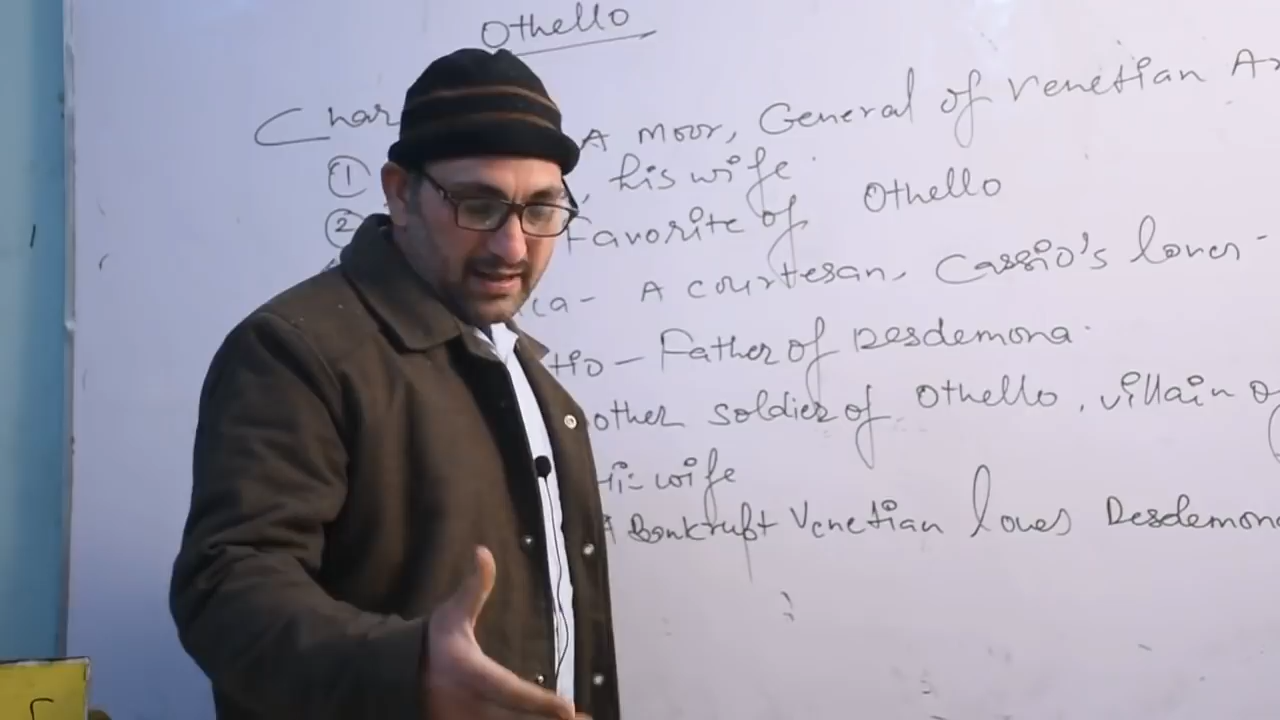 Othello
Char
① A Moor, General of Venetian
② , his wife.
Favorite of Othello
ca - A courtesan, Cassio's lover -
tio - Father of Desdemona.
other soldier of Othello, villain
wife
A Bonkruft Venetian loves Desdemona